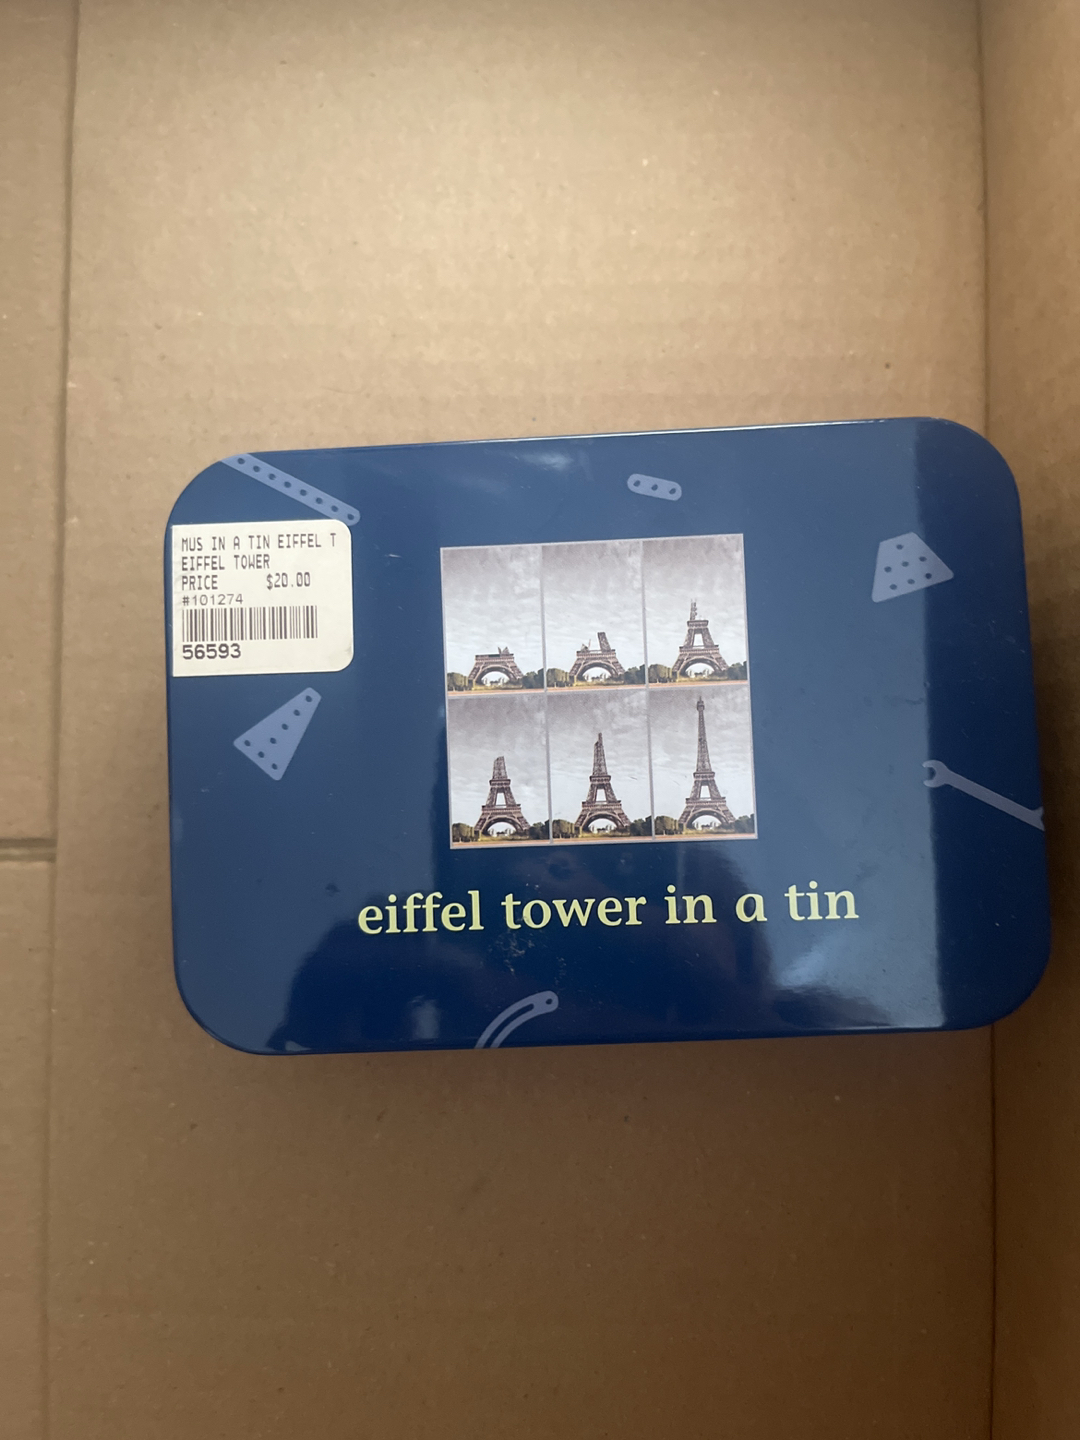 MUS IN A TIN EIFFEL T
EIFFEL TOWER
PRICE $20.00
#101274
56593
eiffel tower in a tin